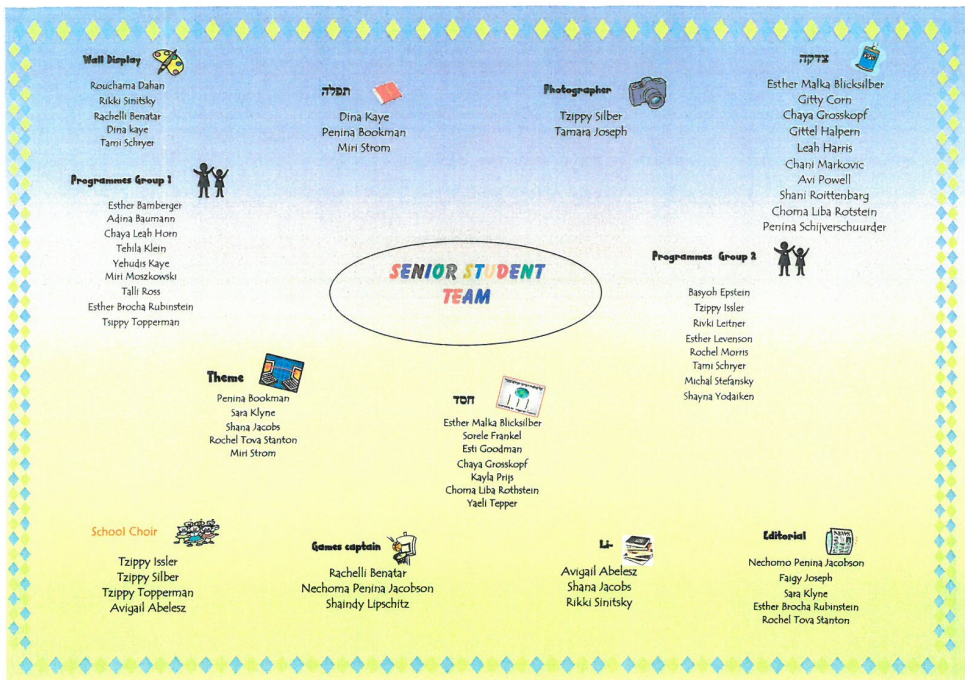 Wall Display
Rouchama Dahan
Rikki Sinitsky
Rachelli Benatar
Dina kaye
Tami Schryer
תפלה
Dina Kaye
Penina Bookman
Miri Strom
Photographer
Tzippy Silber
Tamara Joseph
צדקה
Esther Malka Blicksilber
Gitty Corn
Chaya Grosskopf
Gittel Halpern
Leah Harris
Chani Markovic
Avi Powell
Shani Roittenbarg
Choma Liba Rotstein
Penina Schijverschuurder
Programmes Group 1
Esther Bamberger
Adina Baumann
Chaya Leah Horn
Tehila Klein
Yehudis Kaye
Miri Moszkowski
Talli Ross
Esther Brocha Rubinstein
Tsippy Topperman
SENIOR STUDENT
TEAM
Programmes Group 2
Basyoh Epstein
Tzippy Issler
Rivki Leitner
Esther Levenson
Rochel Morris
Tami Schryer
Michal Stefansky
Shayna Yodaiken
Theme
Penina Bookman
Sara Klyne
Shana Jacobs
Rochel Tova Stanton
Miri Strom
חסד
Esther Malka Blicksilber
Sorele Frankel
Esti Goodman
Chaya Grosskopf
Kayla Prijs
Choma Liba Rothstein
Yaeli Tepper
School Choir
Tzippy Issler
Tzippy Silber
Tzippy Topperman
Avigail Abelesz
Games captain
Rachelli Benatar
Nechoma Penina Jacobson
Shaindy Lipschitz
Li-
Avigail Abelesz
Shana Jacobs
Rikki Sinitsky
Editorial
NEWS
Nechomo Penina Jacobson
Faigy Joseph
Sara Klyne
Esther Brocha Rubinstein
Rochel Tova Stanton